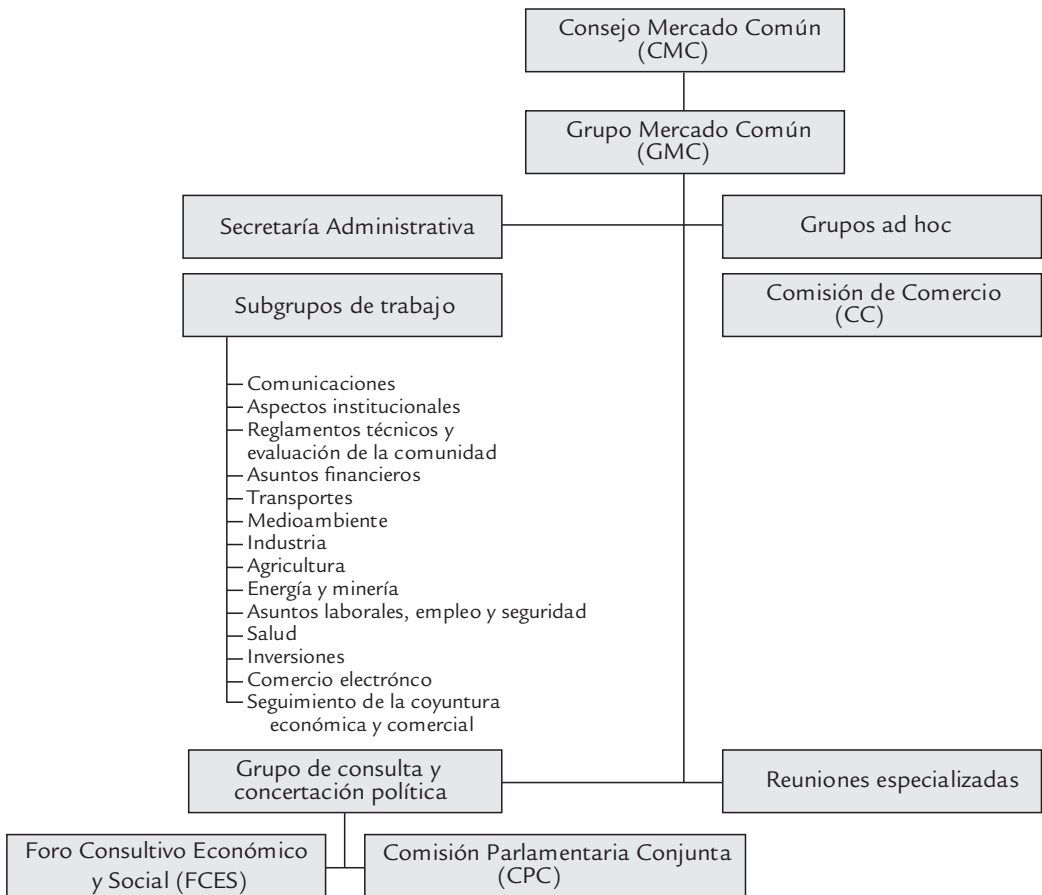 Consejo Mercado Común
(CMC)
Grupo Mercado Común
(GMC)
Secretaría Administrativa
Grupos ad hoc
Subgrupos de trabajo
Comisión de Comercio
(CC)
Comunicaciones
Aspectos institucionales
Reglamentos técnicos y
evaluación de la comunidad
Asuntos financieros
Transportes
Medioambiente
Industria
Agricultura
Energía y minería
Asuntos laborales, empleo y seguridad
Salud
Inversiones
Comercio electrónco
Seguimiento de la coyuntura
económica y comercial
Grupo de consulta y
concertación política
Reuniones especializadas
Foro Consultivo Económico
y Social (FCES)
Comisión Parlamentaria Conjunta
(CPC)